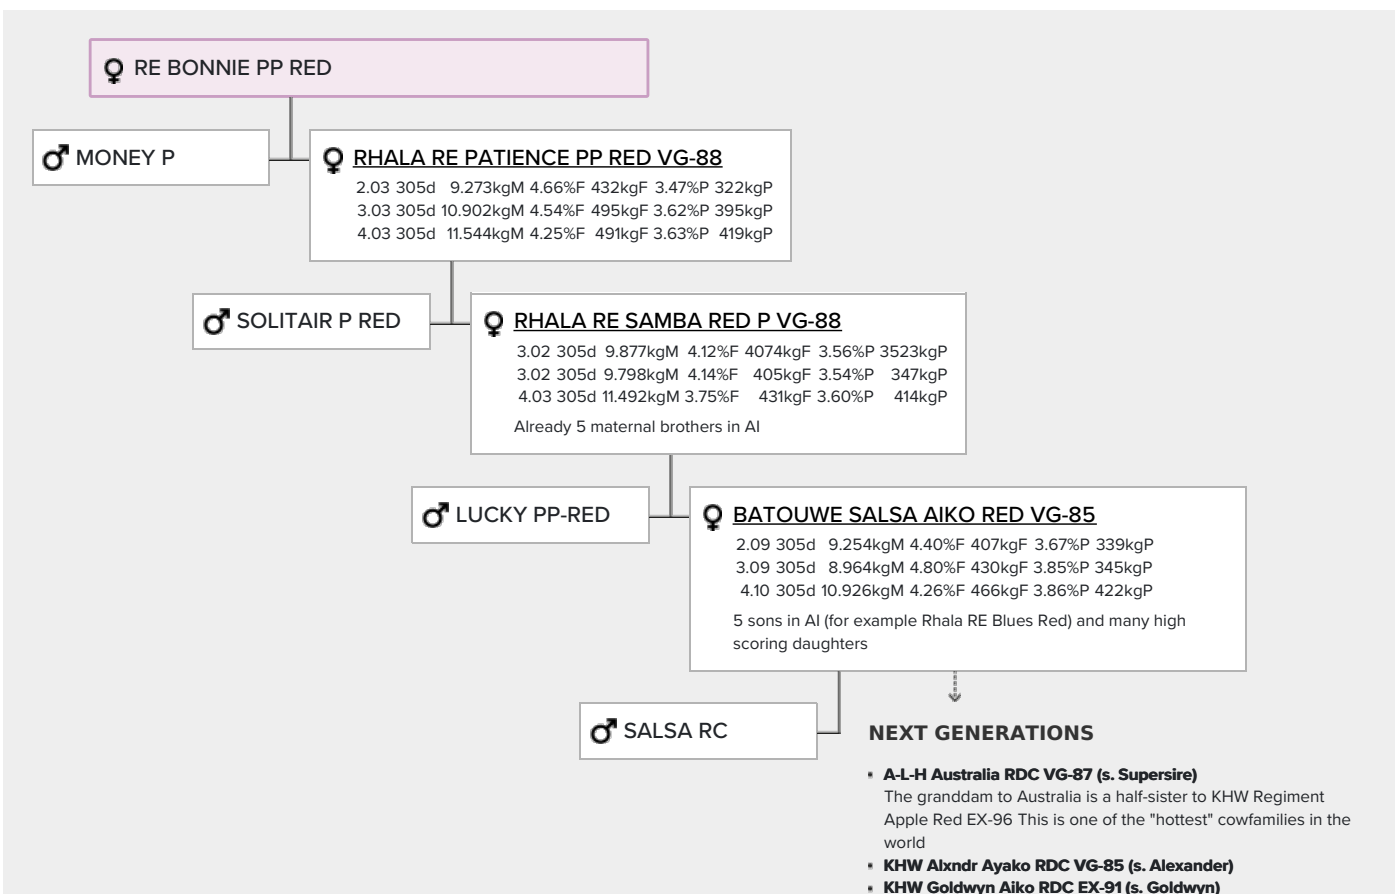 RE BONNIE PP RED
MONEY P
RHALA RE PATIENCE PP RED VG-88
2.03 305d 9.273kgM 4.66%F 432kgF 3.47%P 322kgP
3.03 305d 10.902kgM 4.54%F 495kgF 3.62%P 395kgP
4.03 305d 11.544kgM 4.25%F 491kgF 3.63%P 419kgP
SOLITAIR P RED
RHALA RE SAMBA RED P VG-88
3.02 305d 9.877kgM 4.12%F 4074kgF 3.56%P 3523kgP
3.02 305d 9.798kgM 4.14%F 405kgF 3.54%P 347kgP
4.03 305d 11.492kgM 3.75%F 431kgF 3.60%P 414kgP
Already 5 maternal brothers in AI
LUCKY PP-RED
BATOUWE SALSA AIKO RED VG-85
2.09 305d 9.254kgM 4.40%F 407kgF 3.67%P 339kgP
3.09 305d 8.964kgM 4.80%F 430kgF 3.85%P 345kgP
4.10 305d 10.926kgM 4.26%F 466kgF 3.86%P 422kgP
5 sons in AI (for example Rhala RE Blues Red) and many high
scoring daughters
SALSA RC
NEXT GENERATIONS
A-L-H Australia RDC VG-87 (s. Supersire)
The granddam to Australia is a half-sister to KHW Regiment
Apple Red EX-96 This is one of the "hottest" cowfamilies in the
world
KHW Alxndr Ayako RDC VG-85 (s. Alexander)
KHW Goldwyn Aiko RDC EX-91 (s. Goldwyn)